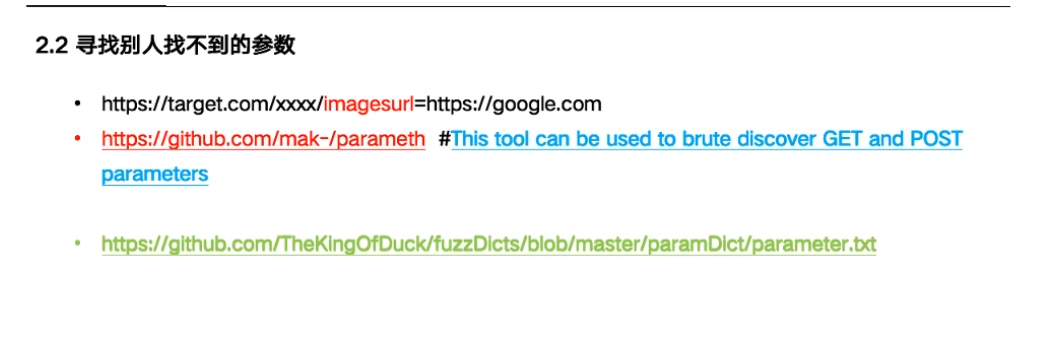 2.2 寻找别人找不到的参数
• https://target.com/xxxx/imagesurl=https://google.com
• https://github.com/mak-/parameth #This tool can be used to brute discover GET and POST
parameters
• https://github.com/TheKingOfDuck/fuzzDicts/blob/master/paramDict/parameter.txt